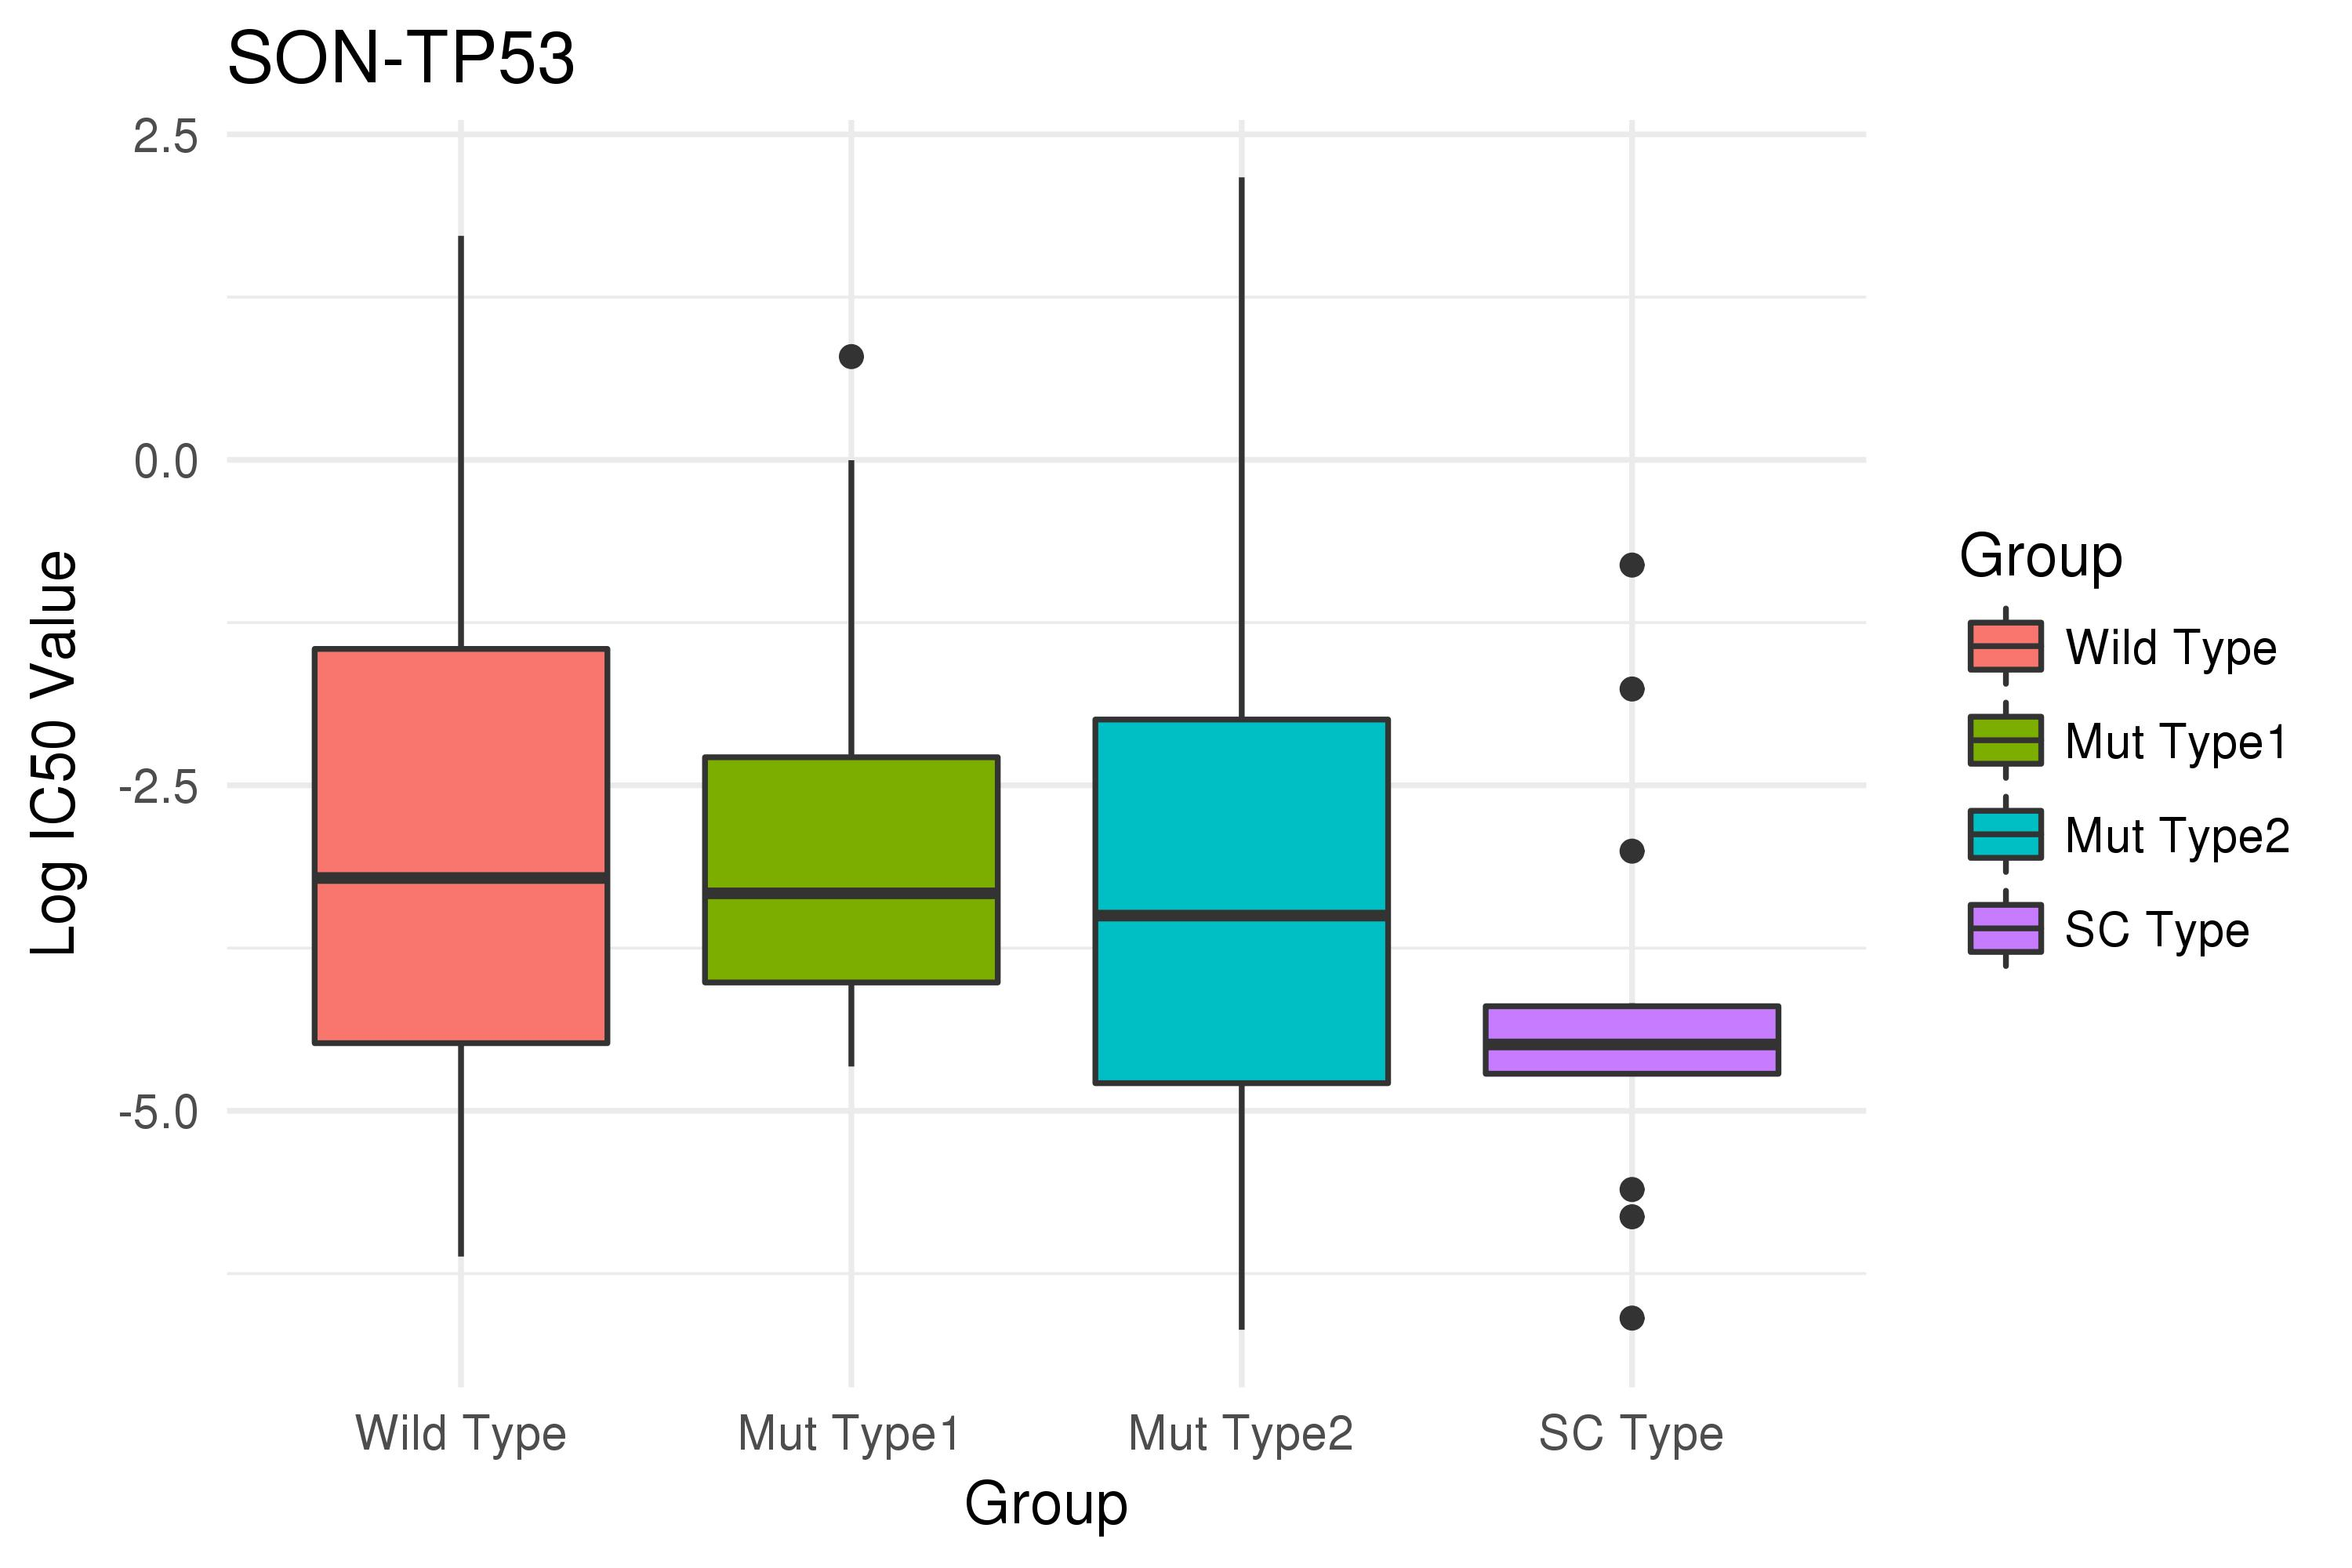 SON-TP53
2.5
0.0
-2.5
-5.0
Log IC50 Value
Wild Type
Mut Type1
Mut Type2
SC Type
Group
Group
Wild Type
Mut Type1
Mut Type2
SC Type